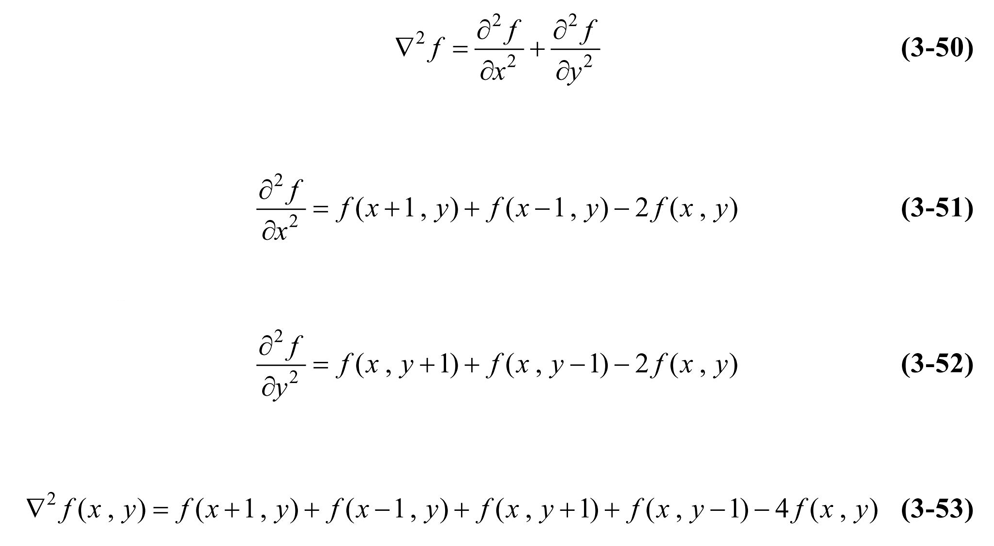 ∇²f = ∂²f/∂x² + ∂²f/∂y² (3-50)
∂²f/∂x² = f(x+1, y) + f(x−1, y) − 2f(x, y) (3-51)
∂²f/∂y² = f(x, y+1) + f(x, y−1) − 2f(x, y) (3-52)
∇²f(x, y) = f(x+1, y) + f(x−1, y) + f(x, y+1) + f(x, y−1) − 4f(x, y) (3-53)